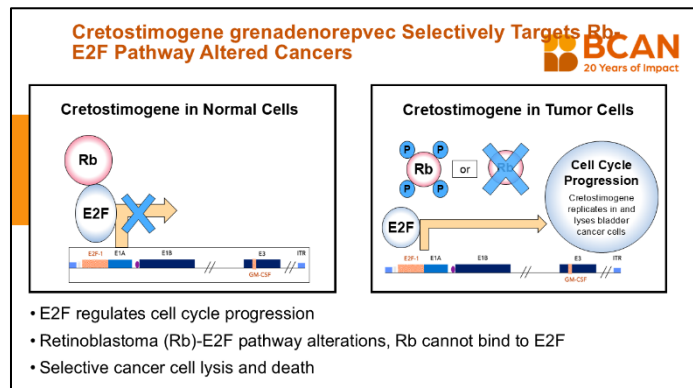 Cretostimogene grenadenorepvec Selectively Targets Rb-
E2F Pathway Altered Cancers
BCAN
20 Years of Impact
Cretostimogene in Normal Cells
Rb
E2F
E2F-1 E1A E1B E3 ITR
GM-CSF
Cretostimogene in Tumor Cells
P P
Rb or Rb
P P
Cell Cycle
Progression
Cretostimogene
replicates in and
lyses bladder
cancer cells
E2F
E2F-1 E1A E1B E3 ITR
GM-CSF
• E2F regulates cell cycle progression
• Retinoblastoma (Rb)-E2F pathway alterations, Rb cannot bind to E2F
• Selective cancer cell lysis and death